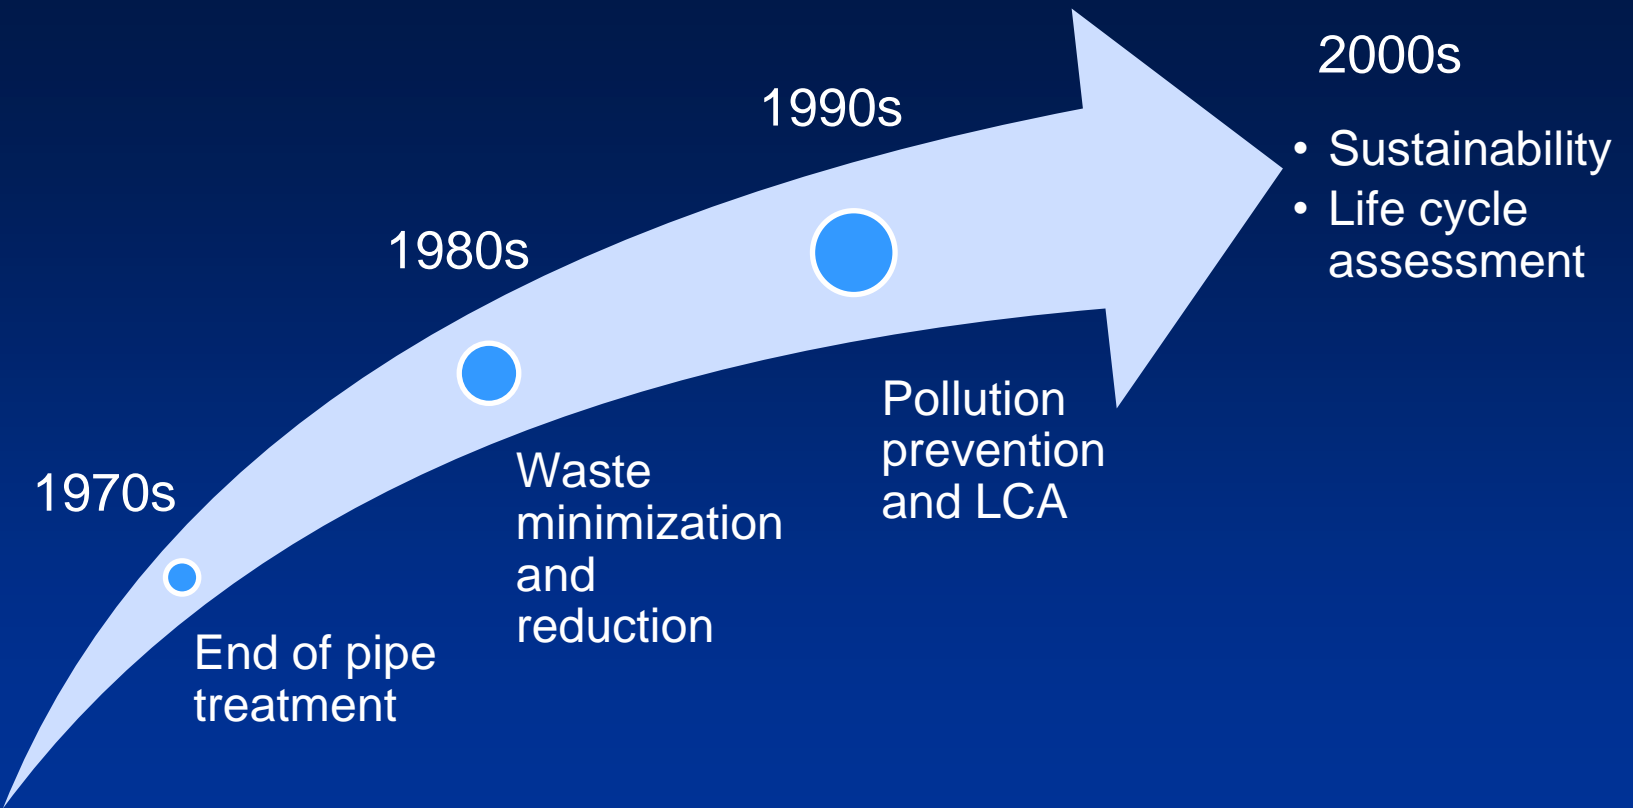 1970s
End of pipe
treatment
1980s
Waste
minimization
and
reduction
1990s
Pollution
prevention
and LCA
2000s
• Sustainability
• Life cycle
assessment